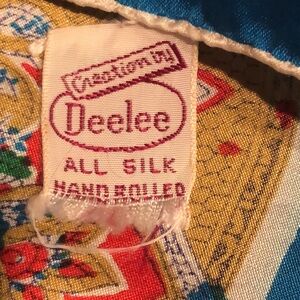 Creation by
Deelee
ALL SILK
HAND ROLLED